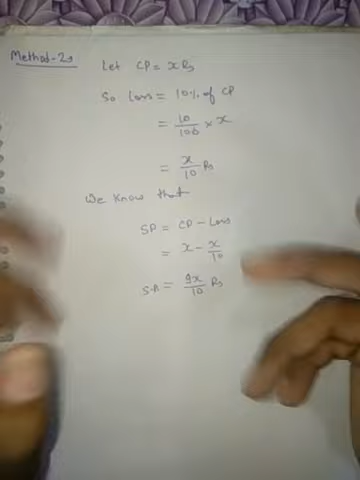 Method-2:
Let CP = x Rs
So Loss = 10% of CP
= 10/100 × x
= x/10 Rs
We know that
SP = CP - Loss
= x - x/10
S.P. = 9x/10 Rs